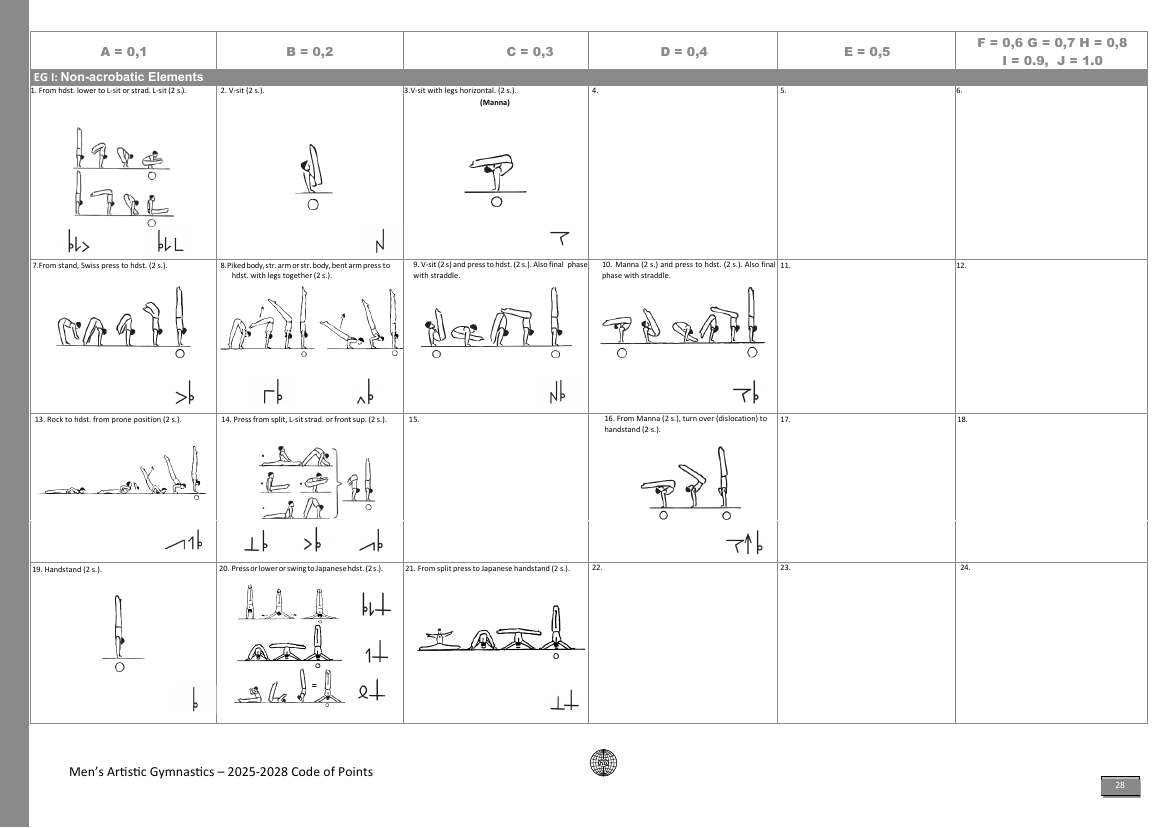 A = 0,1
B = 0,2
C = 0,3
D = 0,4
E = 0,5
F = 0,6 G = 0,7 H = 0,8
I = 0.9, J = 1.0
EG I: Non-acrobatic Elements
1. From hdst. lower to L-sit or strad. L-sit (2 s.).
2. V-sit (2 s.).
3.V-sit with legs horizontal. (2 s.).
(Manna)
4.
5.
6.
7.From stand, Swiss press to hdst. (2 s.).
8.Piked body, str. arm or str. body, bent arm press to
hdst. with legs together (2 s.).
9. V-sit (2 s) and press to hdst. (2 s.). Also final phase
with straddle.
10. Manna (2 s.) and press to hdst. (2 s.). Also final
phase with straddle.
11.
12.
13. Rock to hdst. from prone position (2 s.).
14. Press from split, L-sit strad. or front sup. (2 s.).
15.
16. From Manna (2 s.), turn over (dislocation) to
handstand (2 s.).
17.
18.
19. Handstand (2 s.).
20. Press or lower or swing to Japanese hdst. (2 s.).
21. From split press to Japanese handstand (2 s.).
22.
23.
24.
Men's Artistic Gymnastics – 2025-2028 Code of Points
28